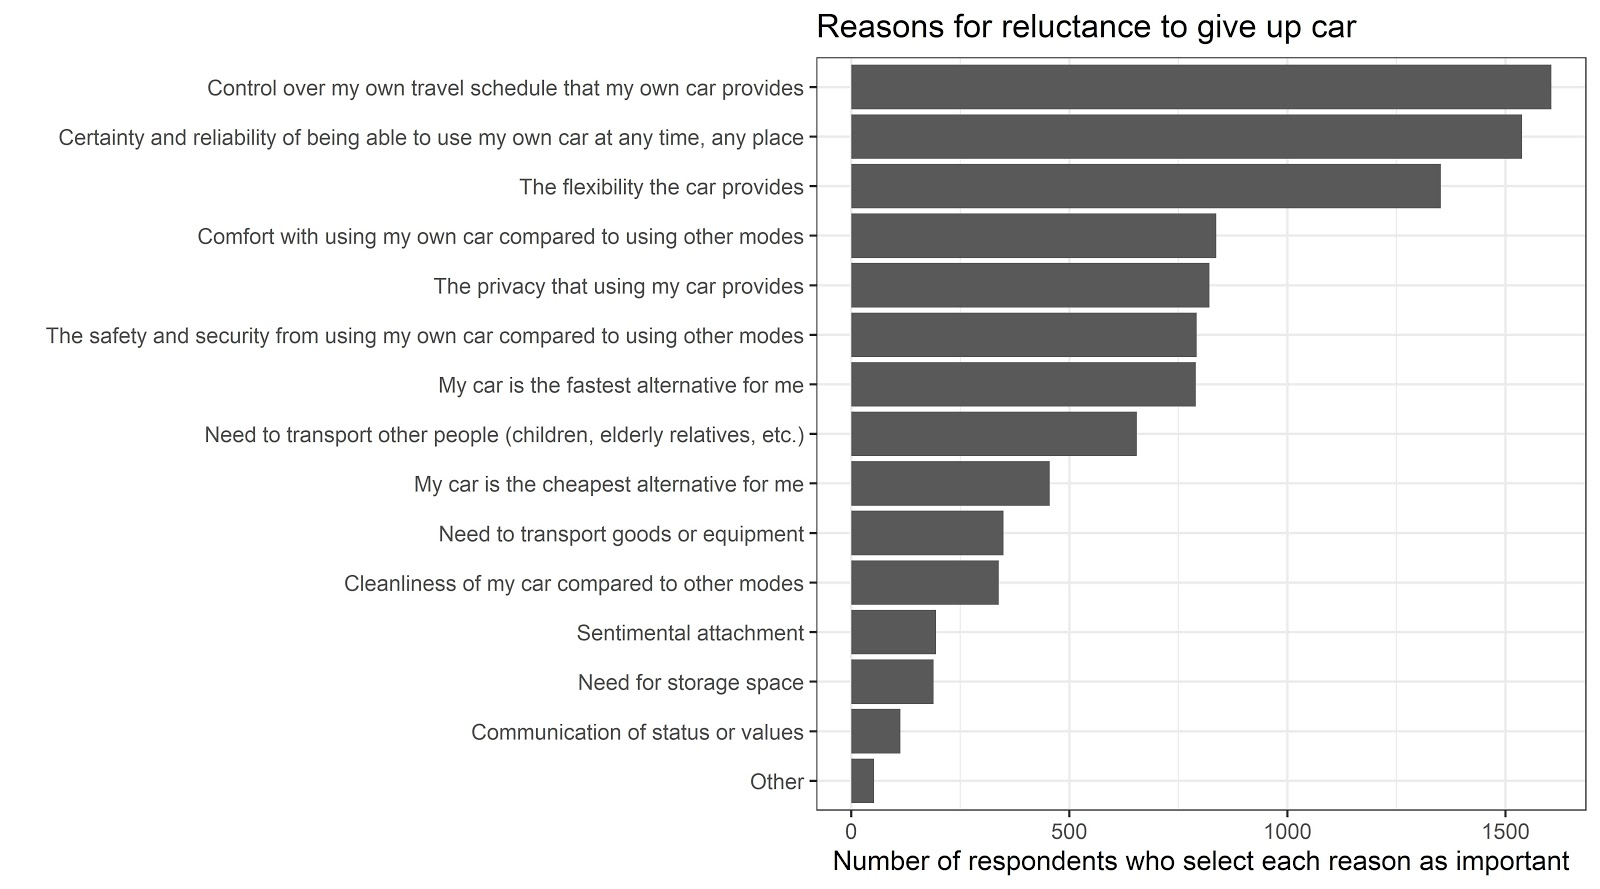 Reasons for reluctance to give up car
Control over my own travel schedule that my own car provides
Certainty and reliability of being able to use my own car at any time, any place
The flexibility the car provides
Comfort with using my own car compared to using other modes
The privacy that using my car provides
The safety and security from using my own car compared to using other modes
My car is the fastest alternative for me
Need to transport other people (children, elderly relatives, etc.)
My car is the cheapest alternative for me
Need to transport goods or equipment
Cleanliness of my car compared to other modes
Sentimental attachment
Need for storage space
Communication of status or values
Other
0 500 1000 1500
Number of respondents who select each reason as important